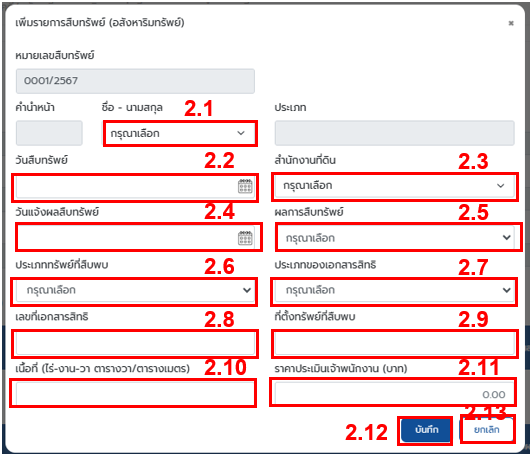 เพิ่มรายการสืบทรัพย์ (อสังหาริมทรัพย์) ×
หมายเลขสืบทรัพย์
0001/2567
คำนำหน้า ชื่อ - นามสกุล 2.1 ประเภท
กรุณาเลือก
วันสืบทรัพย์ 2.2 สำนักงานที่ดิน 2.3
กรุณาเลือก
วันแจ้งผลสืบทรัพย์ 2.4 ผลการสืบทรัพย์ 2.5
กรุณาเลือก
ประเภททรัพย์ที่สืบพบ 2.6 ประเภทของเอกสารสิทธิ 2.7
กรุณาเลือก กรุณาเลือก
เลขที่เอกสารสิทธิ 2.8 ที่ตั้งทรัพย์ที่สืบพบ 2.9
เนื้อที่ (ไร่-งาน-วา ตารางวา/ตารางเมตร) 2.10 ราคาประเมินเจ้าพนักงาน (บาท) 2.11
0.00
2.12 บันทึก 2.13 ยกเลิก